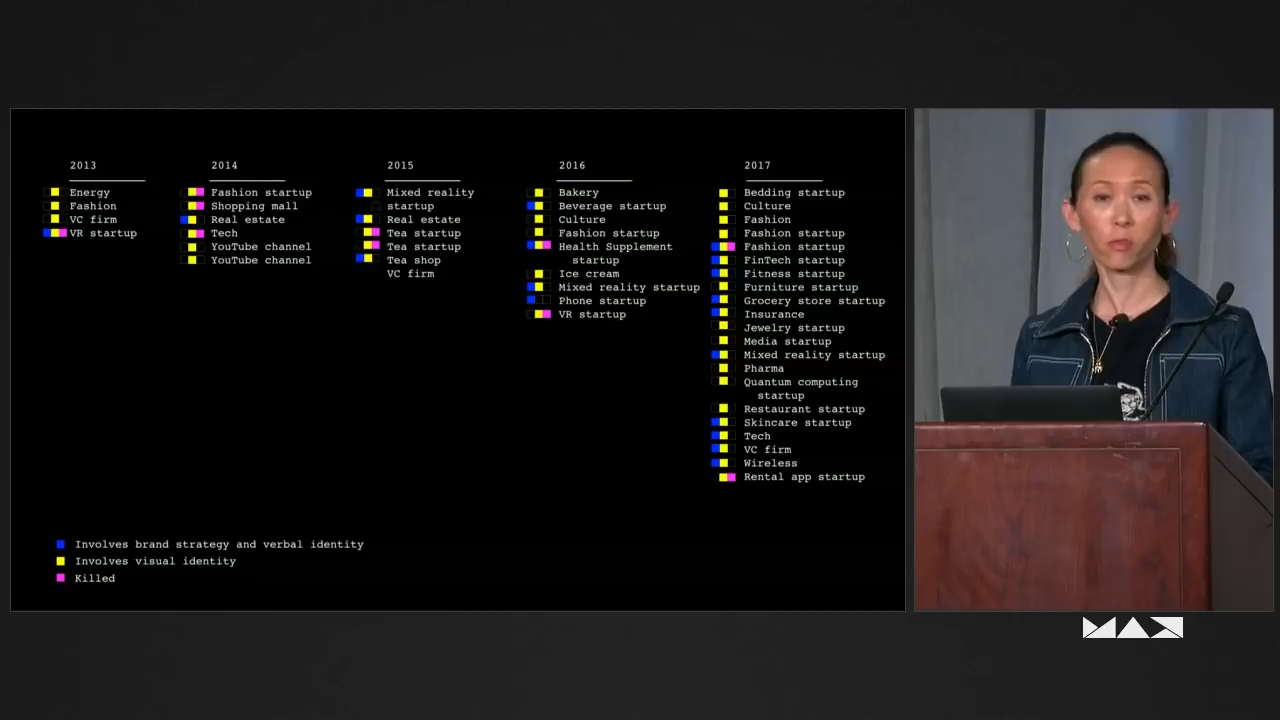 2013
Energy
Fashion
VC firm
VR startup
2014
Fashion startup
Shopping mall
Real estate
Tech
YouTube channel
YouTube channel
2015
Mixed reality
startup
Real estate
Tea startup
Tea startup
Tea shop
VC firm
2016
Bakery
Beverage startup
Culture
Fashion startup
Health Supplement
startup
Ice cream
Mixed reality startup
Phone startup
VR startup
2017
Bedding startup
Culture
Fashion
Fashion startup
Fashion startup
FinTech startup
Fitness startup
Furniture startup
Grocery store startup
Insurance
Jewelry startup
Media startup
Mixed reality startup
Pharma
Quantum computing
startup
Restaurant startup
Skincare startup
Tech
VC firm
Wireless
Rental app startup
Involves brand strategy and verbal identity
Involves visual identity
Killed
MAX